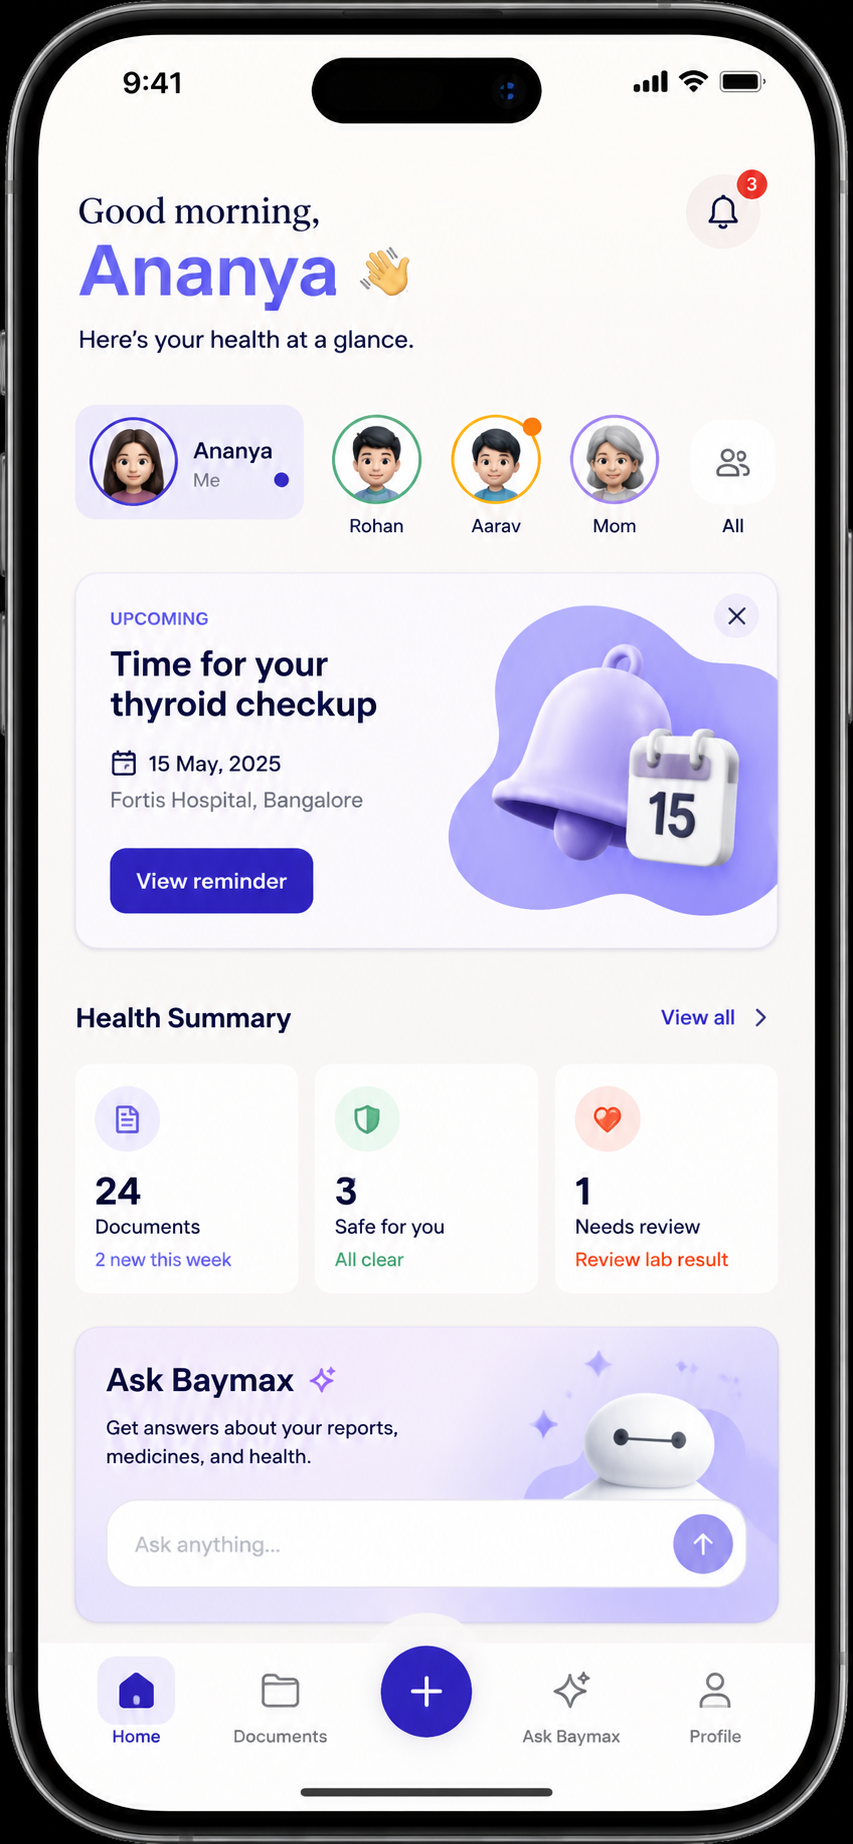 9:41
3
Good morning,
Ananya 👋
Here's your health at a glance.
Ananya
Me
Rohan
Aarav
Mom
All
UPCOMING
Time for your
thyroid checkup
15 May, 2025
Fortis Hospital, Bangalore
View reminder
15
Health Summary
View all
24
Documents
2 new this week
3
Safe for you
All clear
1
Needs review
Review lab result
Ask Baymax
Get answers about your reports,
medicines, and health.
Ask anything...
Home
Documents
Ask Baymax
Profile